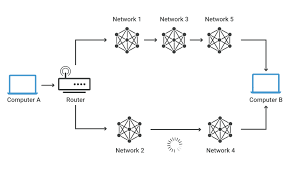 Network 1 Network 3 Network 5
Computer A Router Computer B
Network 2 Network 4